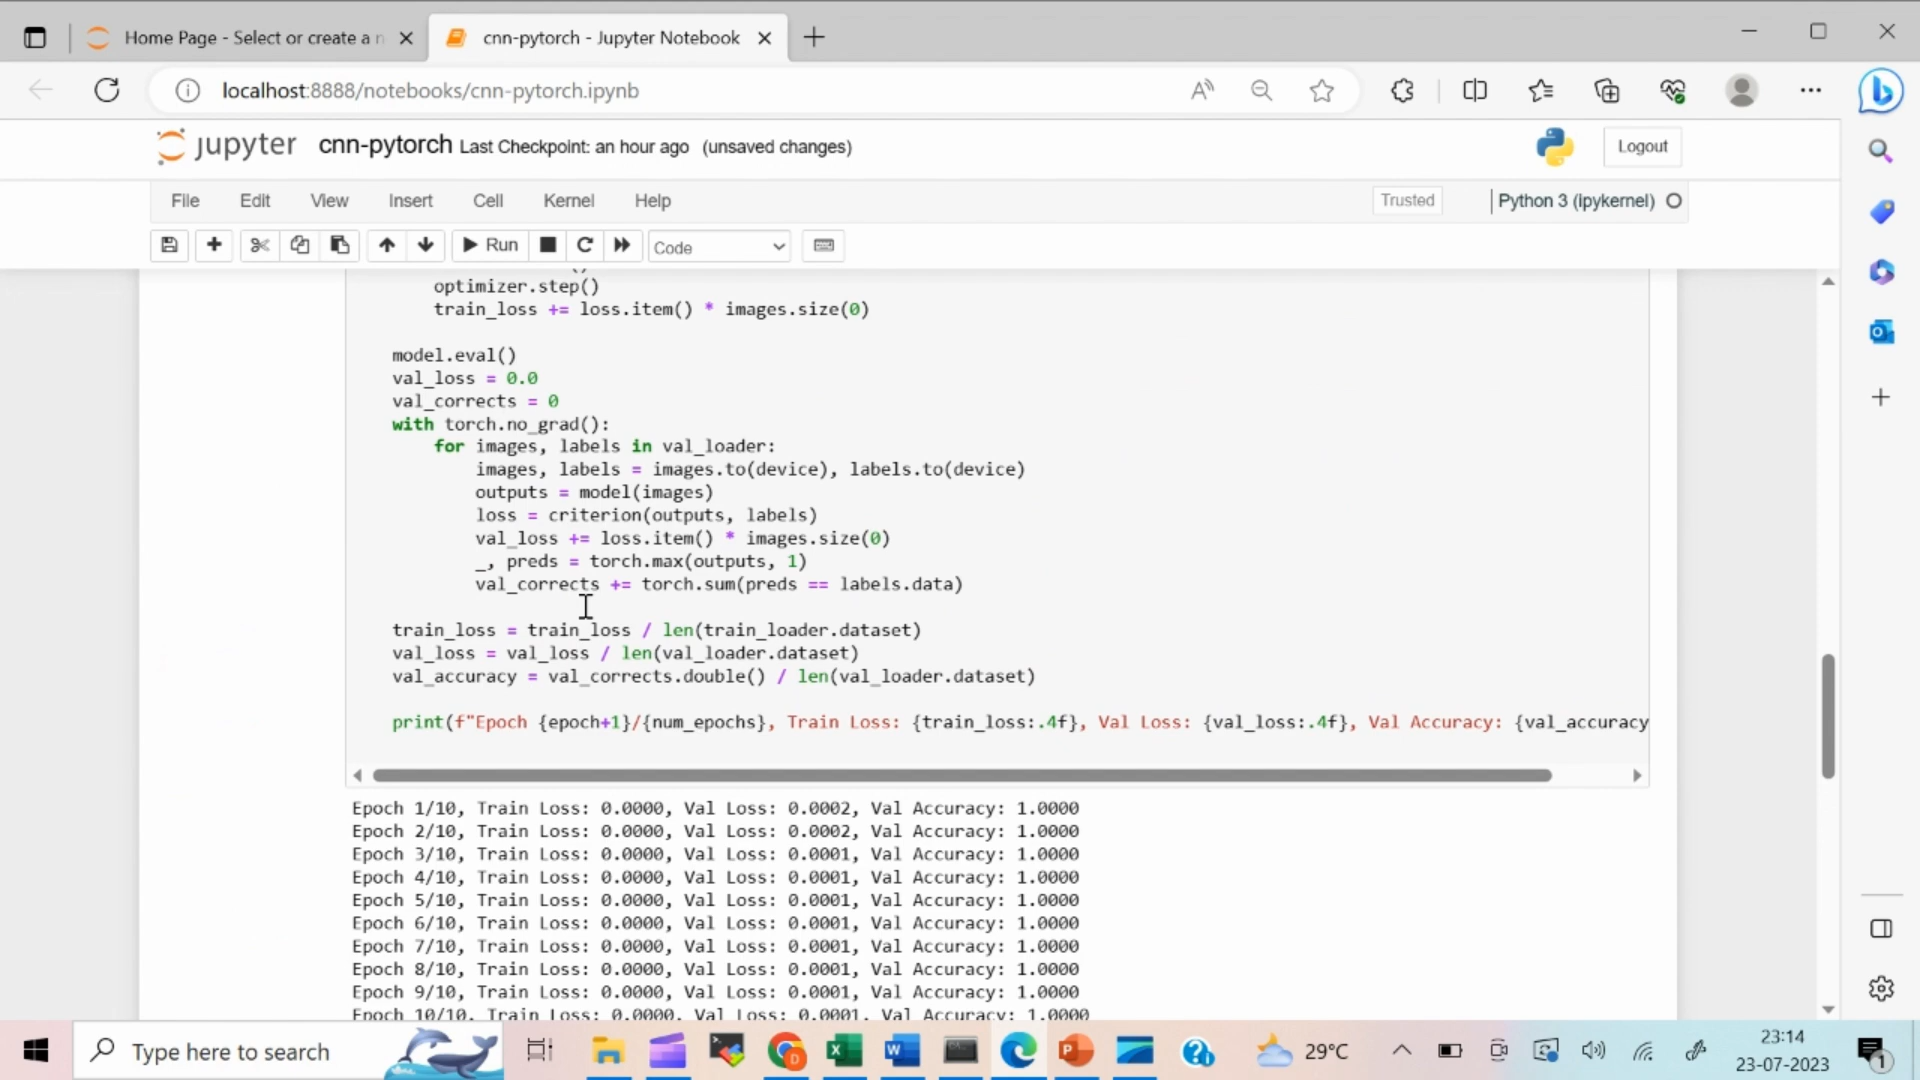 Home Page - Select or create a n
cnn-pytorch - Jupyter Notebook
localhost:8888/notebooks/cnn-pytorch.ipynb
jupyter cnn-pytorch Last Checkpoint: an hour ago (unsaved changes)
Logout
File Edit View Insert Cell Kernel Help
Trusted
Python 3 (ipykernel)
Run
Code
optimizer.step()
train_loss += loss.item() * images.size(0)
model.eval()
val_loss = 0.0
val_corrects = 0
with torch.no_grad():
for images, labels in val_loader:
images, labels = images.to(device), labels.to(device)
outputs = model(images)
loss = criterion(outputs, labels)
val_loss += loss.item() * images.size(0)
_, preds = torch.max(outputs, 1)
val_corrects += torch.sum(preds == labels.data)
train_loss = train_loss / len(train_loader.dataset)
val_loss = val_loss / len(val_loader.dataset)
val_accuracy = val_corrects.double() / len(val_loader.dataset)
print(f"Epoch {epoch+1}/{num_epochs}, Train Loss: {train_loss:.4f}, Val Loss: {val_loss:.4f}, Val Accuracy: {val_accuracy
Epoch 1/10, Train Loss: 0.0000, Val Loss: 0.0002, Val Accuracy: 1.0000
Epoch 2/10, Train Loss: 0.0000, Val Loss: 0.0002, Val Accuracy: 1.0000
Epoch 3/10, Train Loss: 0.0000, Val Loss: 0.0001, Val Accuracy: 1.0000
Epoch 4/10, Train Loss: 0.0000, Val Loss: 0.0001, Val Accuracy: 1.0000
Epoch 5/10, Train Loss: 0.0000, Val Loss: 0.0001, Val Accuracy: 1.0000
Epoch 6/10, Train Loss: 0.0000, Val Loss: 0.0001, Val Accuracy: 1.0000
Epoch 7/10, Train Loss: 0.0000, Val Loss: 0.0001, Val Accuracy: 1.0000
Epoch 8/10, Train Loss: 0.0000, Val Loss: 0.0001, Val Accuracy: 1.0000
Epoch 9/10, Train Loss: 0.0000, Val Loss: 0.0001, Val Accuracy: 1.0000
Epoch 10/10, Train Loss: 0.0000, Val Loss: 0.0001, Val Accuracy: 1.0000
Type here to search
29°C
23:14
23-07-2023
1